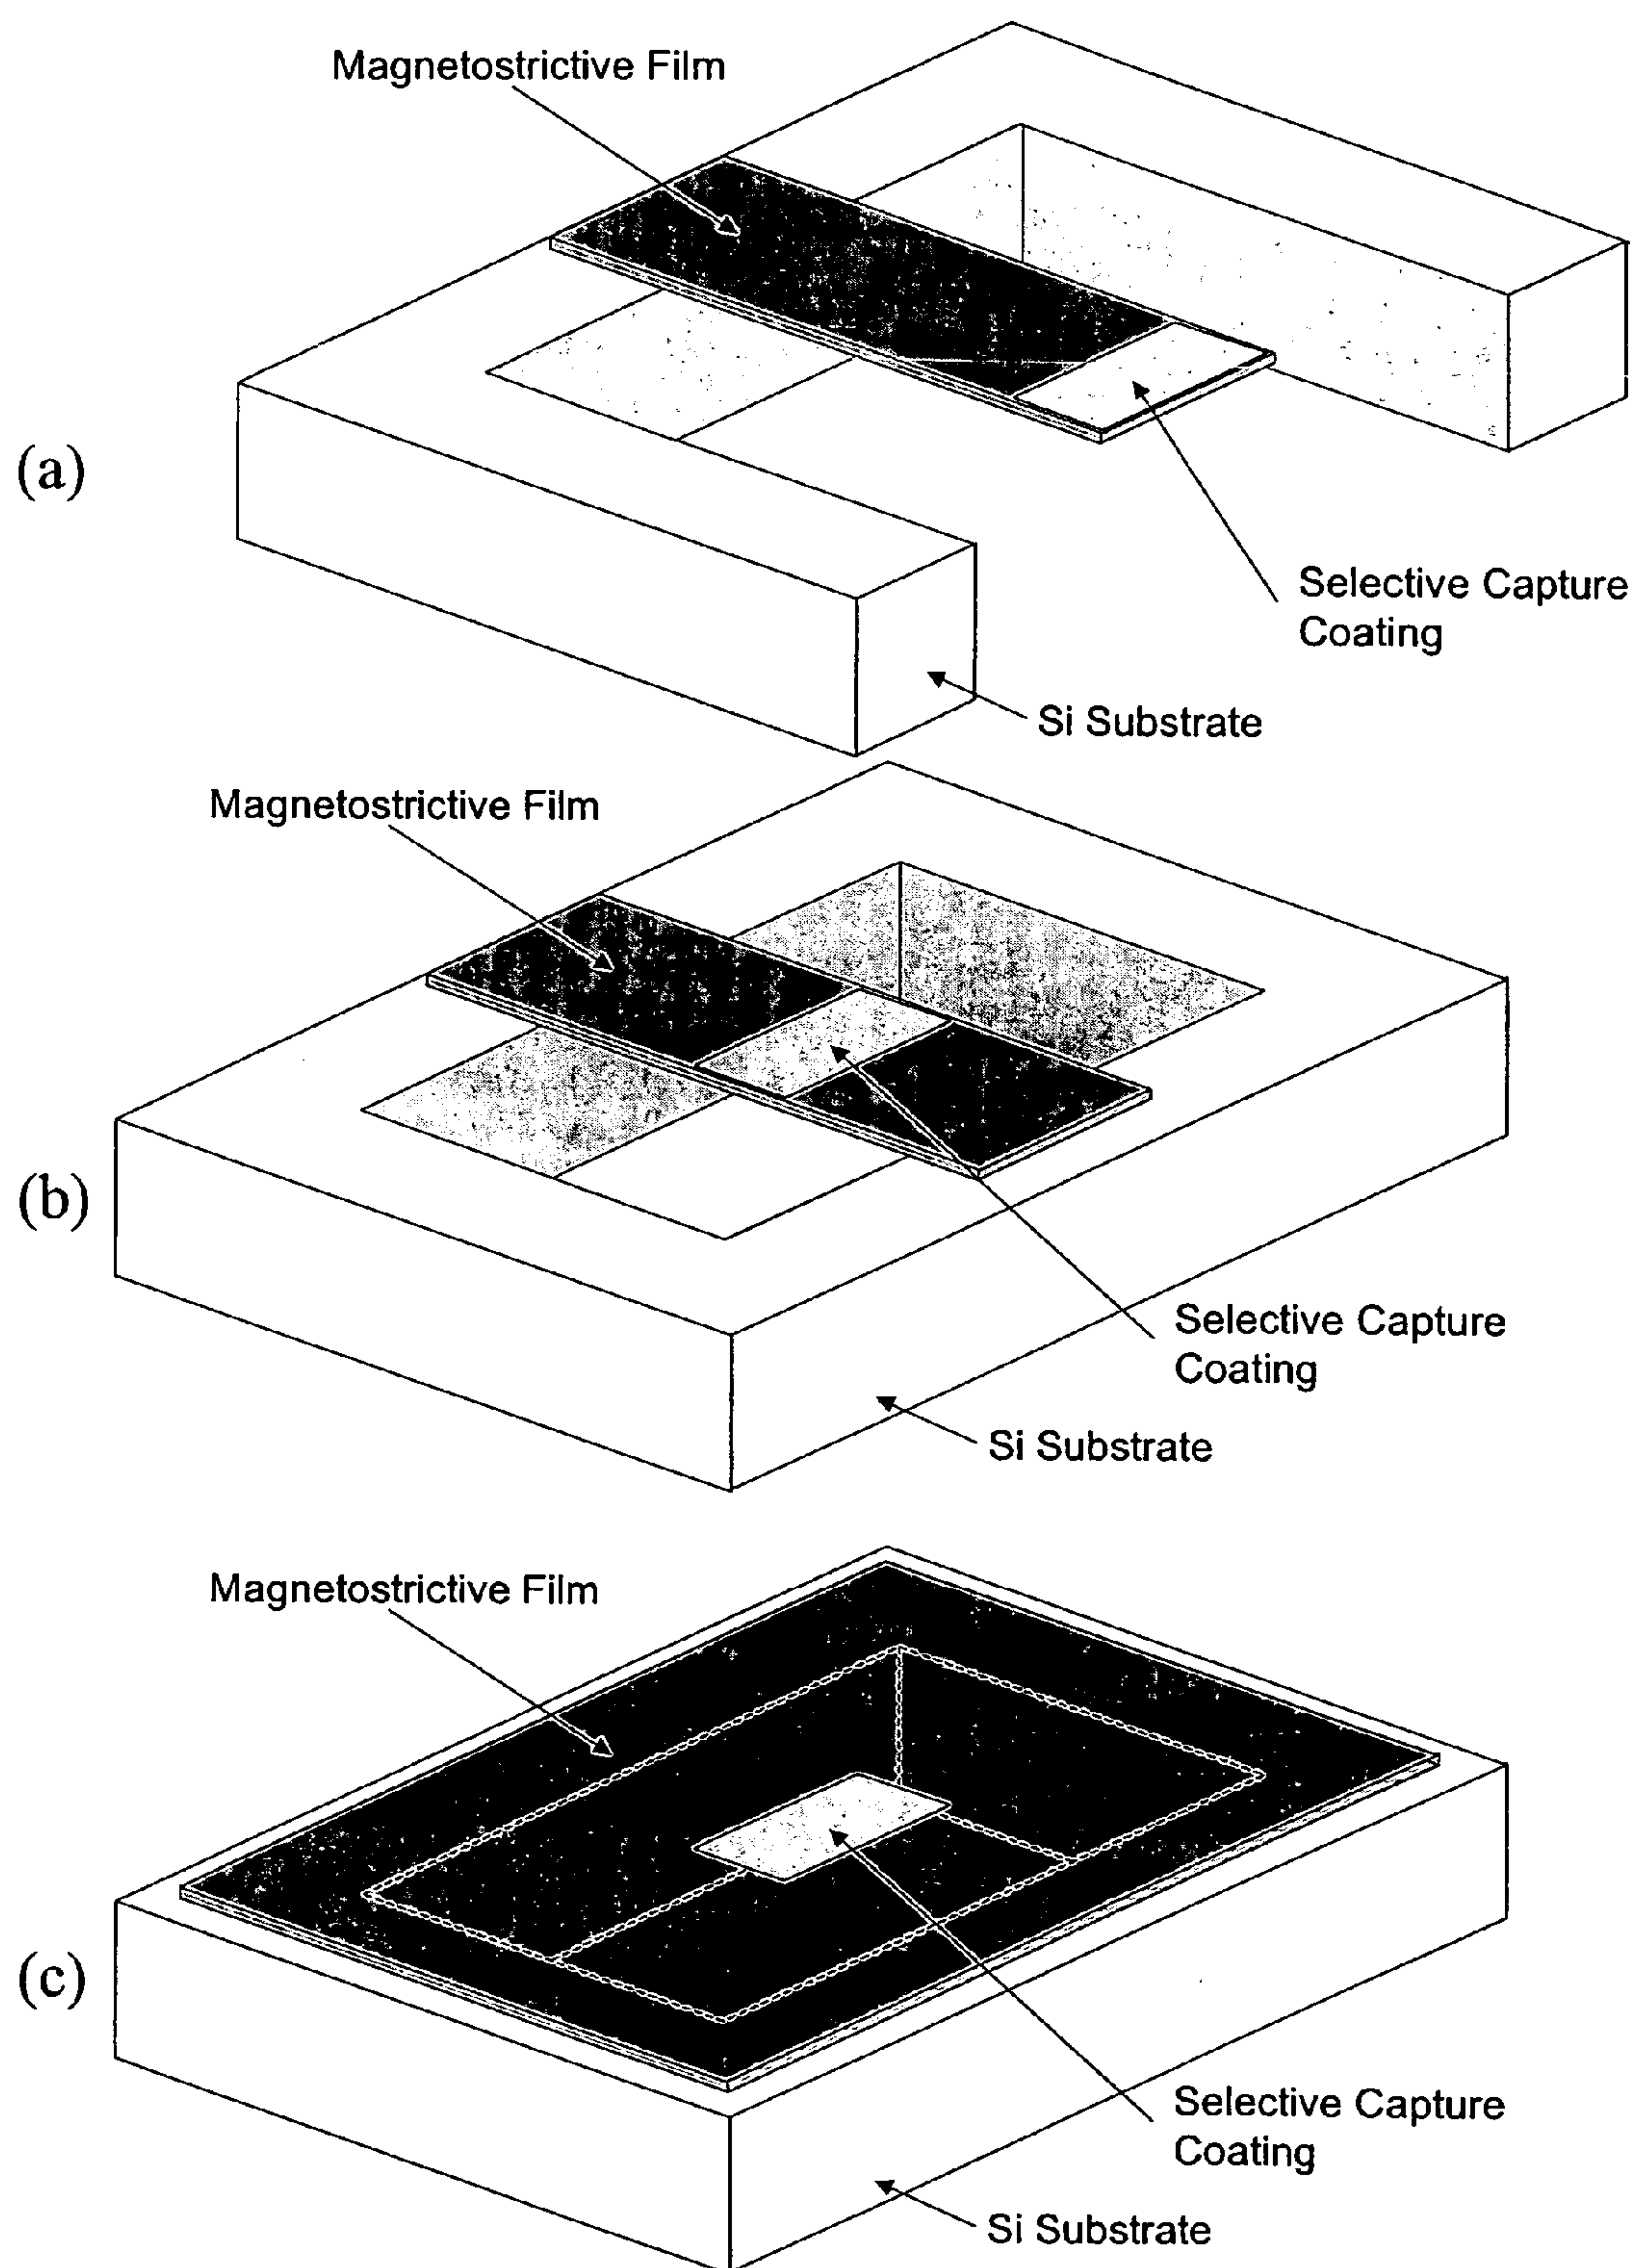 Magnetostrictive Film
(a)
Selective Capture
Coating
Si Substrate
Magnetostrictive Film
(b)
Selective Capture
Coating
Si Substrate
Magnetostrictive Film
(c)
Selective Capture
Coating
Si Substrate